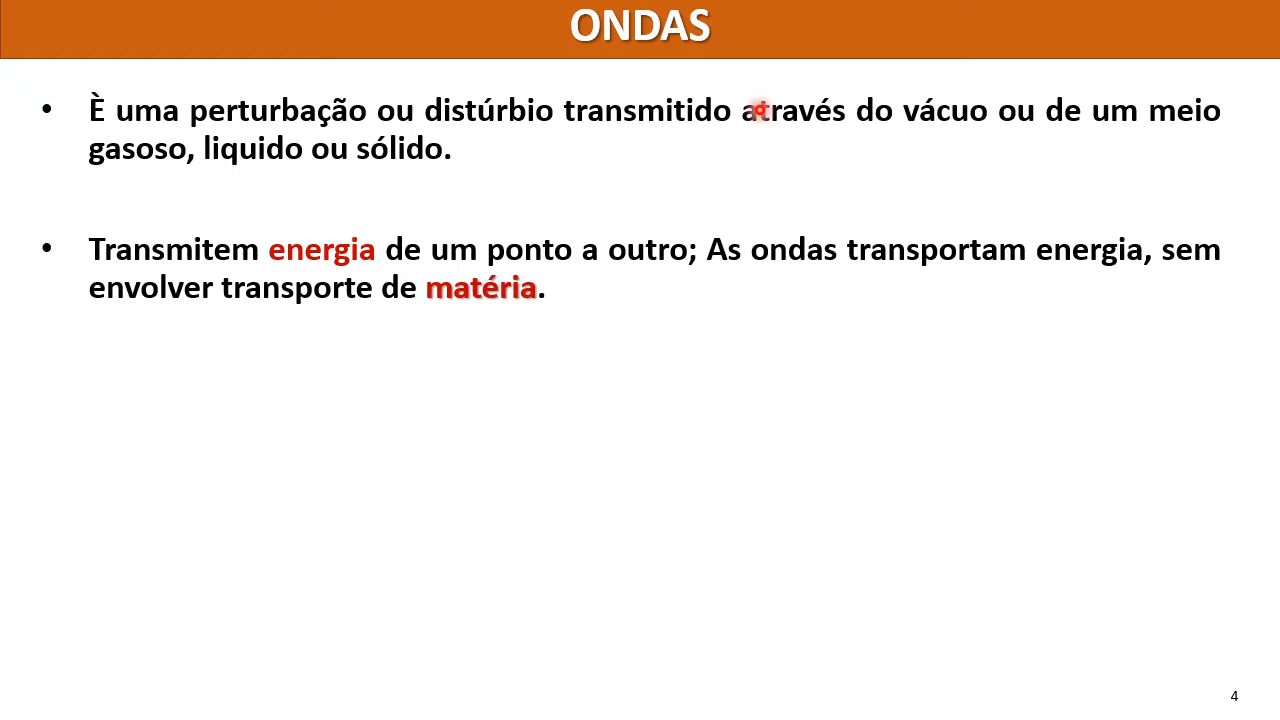 ONDAS
• È uma perturbação ou distúrbio transmitido através do vácuo ou de um meio
gasoso, liquido ou sólido.
• Transmitem energia de um ponto a outro; As ondas transportam energia, sem
envolver transporte de matéria.
4